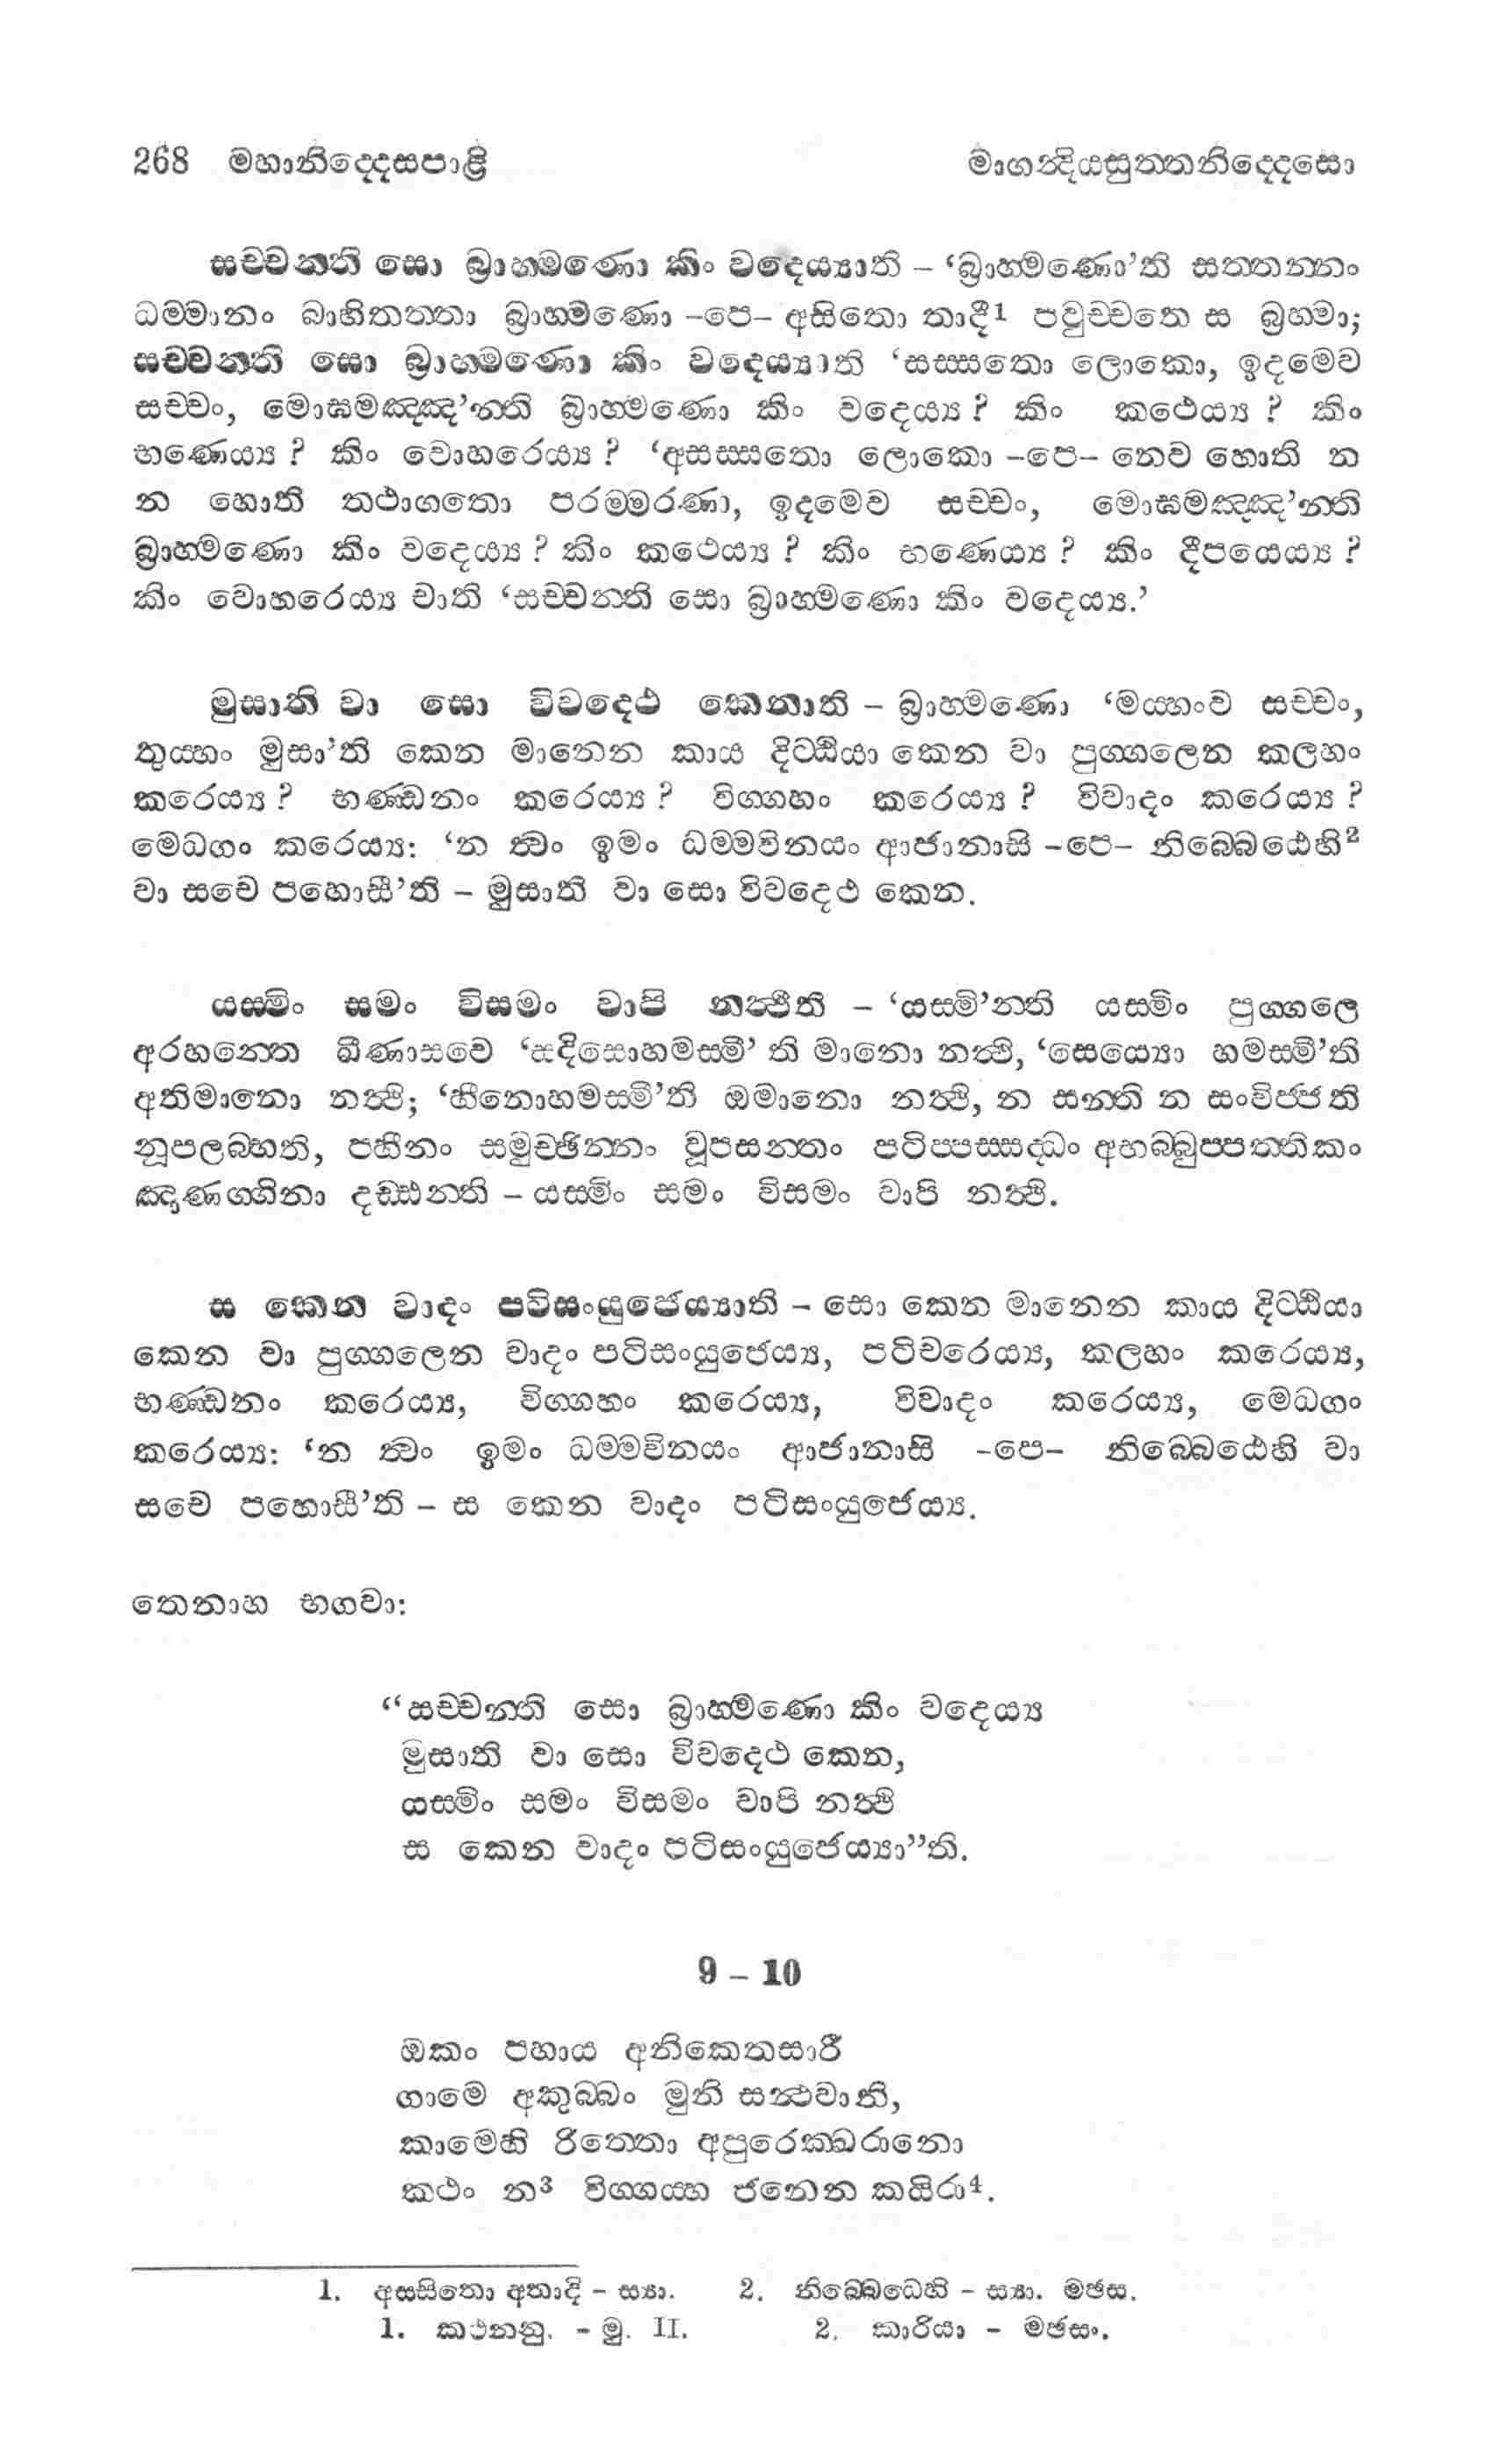 268 මහානිද්දෙසපාළි
මාගන්දියසුත්තනිද්දෙසො
සච්චන්ති සො බ්‍රාහ්මණො කිං වදෙය්‍යාති – ‘බ්‍රාහ්මණො’ති සත්තන්නං
ධම්මානං බාහිතත්තා බ්‍රාහ්මණො -පෙ- අසිතො තාදී1 පවුච්චතෙ ස බ්‍රහ්මා;
සච්චන්ති සො බ්‍රාහ්මණො කිං වදෙය්‍යාති ‘සස්සතො ලොකො, ඉදමෙව
සච්චං, මොඝමඤ්ඤ’න්ති බ්‍රාහ්මණො කිං වදෙය්‍ය? කිං කථෙය්‍ය? කිං
භණෙය්‍ය? කිං වොහරෙය්‍ය? ‘අසස්සතො ලොකො -පෙ- නෙව හොති න
න හොති තථාගතො පරම්මරණා, ඉදමෙව සච්චං, මොඝමඤ්ඤ’න්ති
බ්‍රාහ්මණො කිං වදෙය්‍ය? කිං කථෙය්‍ය? කිං භණෙය්‍ය? කිං දීපයෙය්‍ය?
කිං වොහරෙය්‍ය චාති ‘සච්චන්ති සො බ්‍රාහ්මණො කිං වදෙය්‍ය.’
මුසාති වා සො විවදෙථ කෙනාති – බ්‍රාහ්මණො ‘මය්හංව සච්චං,
තුය්හං මුසා’ති කෙන මානෙන කාය දිට්ඨියා කෙන වා පුග්ගලෙන කලහං
කරෙය්‍ය? භණ්ඩනං කරෙය්‍ය? විග්ගහං කරෙය්‍ය? විවාදං කරෙය්‍ය?
මෙධගං කරෙය්‍ය: ‘න ත්වං ඉමං ධම්මවිනයං ආජානාසි -පෙ- නිබ්බෙඨෙහි2
වා සචෙ පහොසී’ති – මුසාති වා සො විවදෙථ කෙන.
යස්මිං සමං විසමං වාපි නත්ථීති – ‘යස්මි’න්ති යස්මිං පුග්ගලෙ
අරහන්තෙ ඛීණාසවෙ ‘සදිසොහමස්මී’ ති මානො නත්ථි, ‘සෙය්‍යො හමස්මී’ති
අතිමානො නත්ථි; ‘හීනොහමස්මී’ති ඔමානො නත්ථි, න සන්ති න සංවිජ්ජති
නූපලබ්භති, පහීනං සමුච්ඡින්නං වූපසන්තං පටිප්පස්සද්ධං අභබ්බුප්පත්තිකං
ඤාණග්ගිනා දඩ්ඪන්ති – යස්මිං සමං විසමං වාපි නත්ථි.
ස කෙන වාදං පටිසංයුජෙය්‍යාති – සො කෙන මානෙන කාය දිට්ඨියා
කෙන වා පුග්ගලෙන වාදං පටිසංයුජෙය්‍ය, පටිචරෙය්‍ය, කලහං කරෙය්‍ය,
භණ්ඩනං කරෙය්‍ය, විග්ගහං කරෙය්‍ය, විවාදං කරෙය්‍ය, මෙධගං
කරෙය්‍ය: ‘න ත්වං ඉමං ධම්මවිනයං ආජානාසි -පෙ- නිබ්බෙඨෙහි වා
සචෙ පහොසී’ති – ස කෙන වාදං පටිසංයුජෙය්‍ය.
තෙනාහ භගවා:
“සච්චන්ති සො බ්‍රාහ්මණො කිං වදෙය්‍ය
මුසාති වා සො විවදෙථ කෙන,
යස්මිං සමං විසමං වාපි නත්ථි
ස කෙන වාදං පටිසංයුජෙය්‍යා”ති.
9 – 10
ඔකං පහාය අනිකෙතසාරී
ගාමෙ අකුබ්බං මුනි සන්ථවානි,
කාමෙහි රිත්තො අපුරෙක්ඛරානො
කථං න3 විග්ගය්හ ජනෙන කයිරා4.
1. අසසිතො අතාදි – ස්‍යා. 2. නිබ්බෙධෙහි – ස්‍යා. මඡස.
1. කථනනු. – මු. II. 2. කාරියා – මඡසං.